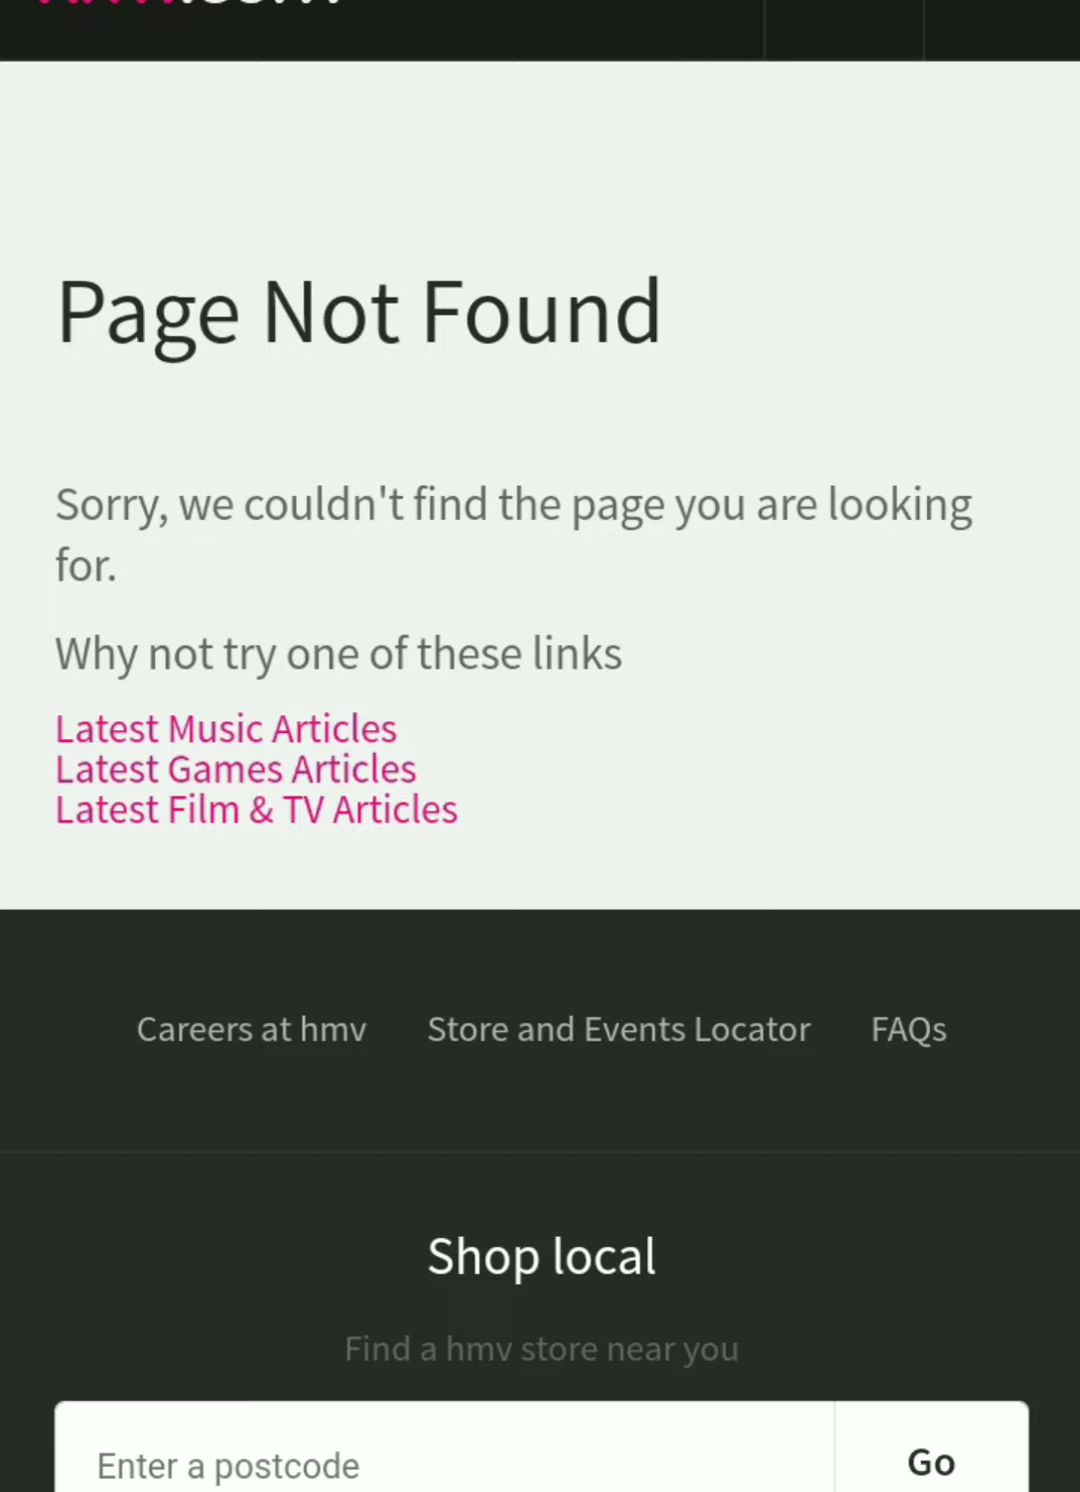 Page Not Found
Sorry, we couldn't find the page you are looking
for.
Why not try one of these links
Latest Music Articles
Latest Games Articles
Latest Film & TV Articles
Careers at hmv Store and Events Locator FAQs
Shop local
Find a hmv store near you
Enter a postcode Go